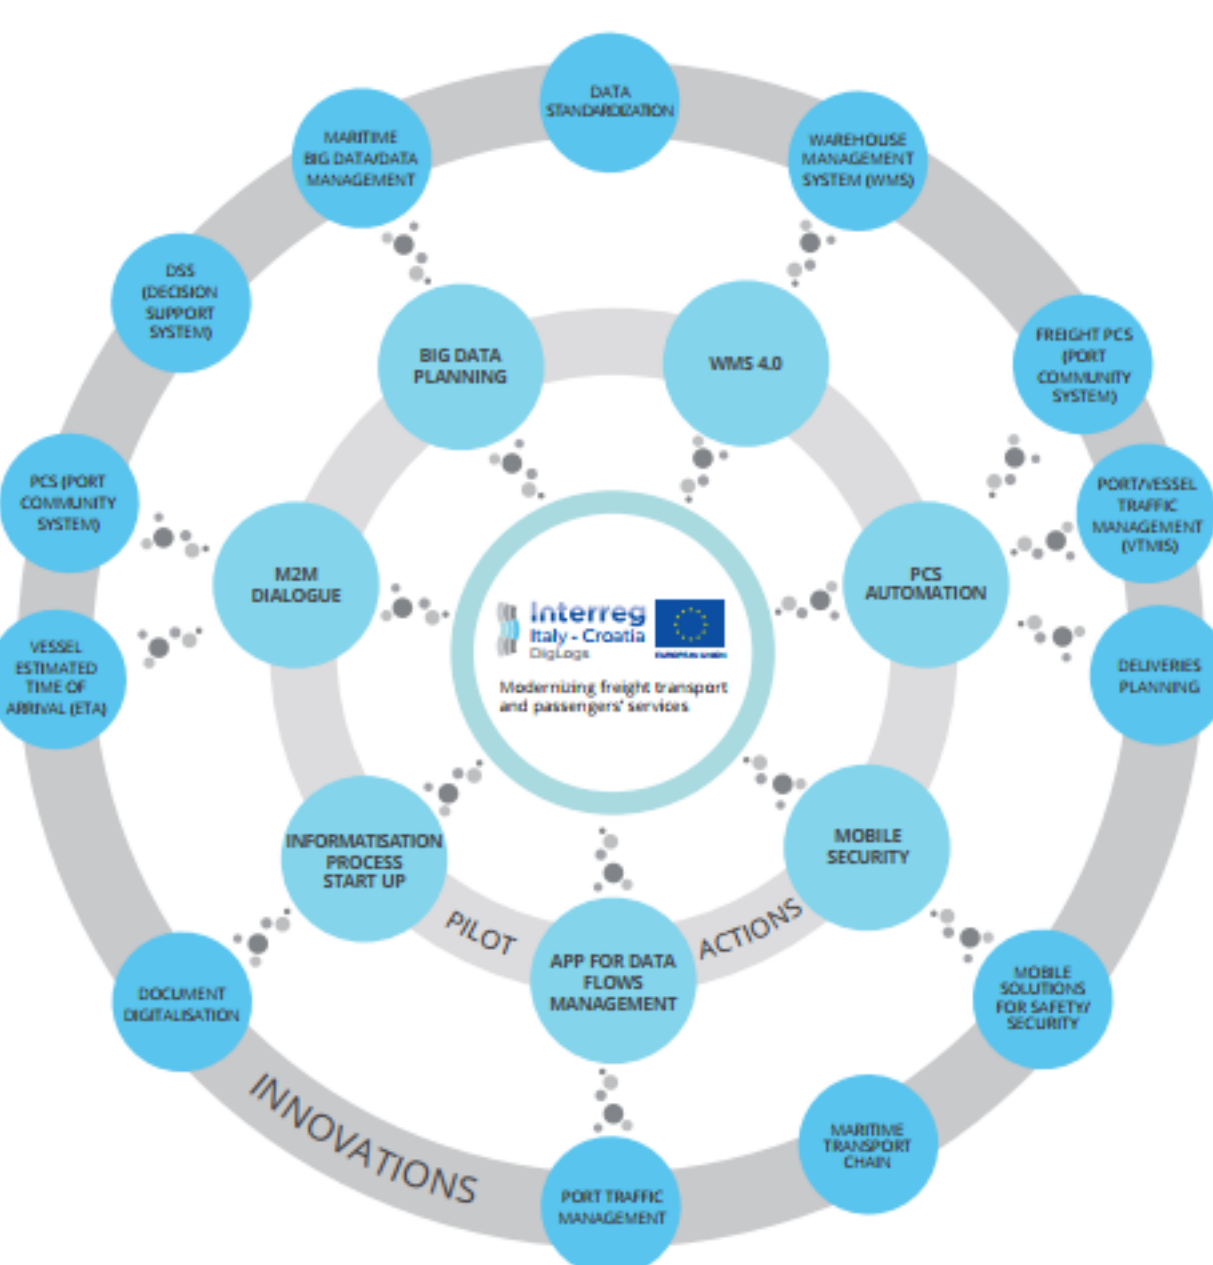 DATA
STANDARDIZATION
MARITIME
BIG DATA/DATA
MANAGEMENT
WAREHOUSE
MANAGEMENT
SYSTEM (WMS)
DSS
(DECISION
SUPPORT
SYSTEM)
FREIGHT PCS
(PORT
COMMUNITY
SYSTEM)
BIG DATA
PLANNING
WMS 4.0
PCS (PORT
COMMUNITY
SYSTEM)
PORT/VESSEL
TRAFFIC
MANAGEMENT
(VTMIS)
M2M
DIALOGUE
PCS
AUTOMATION
Interreg
Italy - Croatia
DigLogs
EUROPEAN UNION
Modernizing freight transport
and passengers' services
VESSEL
ESTIMATED
TIME OF
ARRIVAL (ETA)
DELIVERIES
PLANNING
INFORMATISATION
PROCESS
START UP
MOBILE
SECURITY
PILOT
ACTIONS
APP FOR DATA
FLOWS
MANAGEMENT
DOCUMENT
DIGITALISATION
MOBILE
SOLUTIONS
FOR SAFETY/
SECURITY
INNOVATIONS
MARITIME
TRANSPORT
CHAIN
PORT TRAFFIC
MANAGEMENT